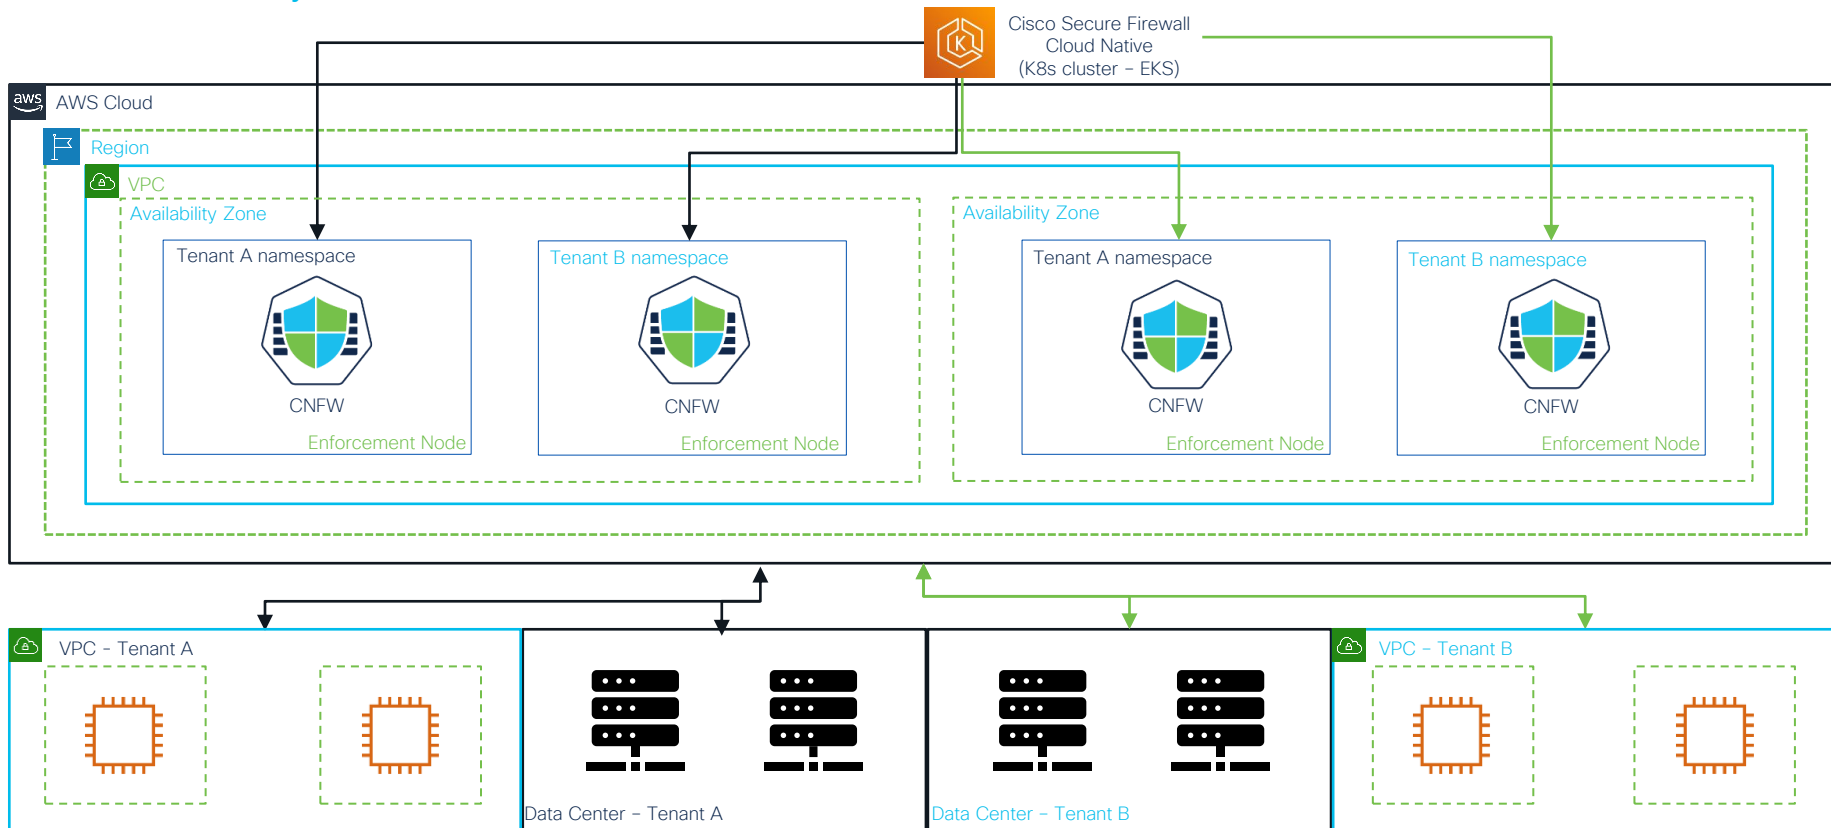 Cisco Secure Firewall
Cloud Native
(K8s cluster – EKS)
K
aws
AWS Cloud
Region
VPC
Availability Zone
Availability Zone
Tenant A namespace
Tenant B namespace
Tenant A namespace
Tenant B namespace
CNFW
CNFW
CNFW
CNFW
Enforcement Node
Enforcement Node
Enforcement Node
Enforcement Node
VPC – Tenant A
VPC – Tenant B
Data Center – Tenant A
Data Center – Tenant B